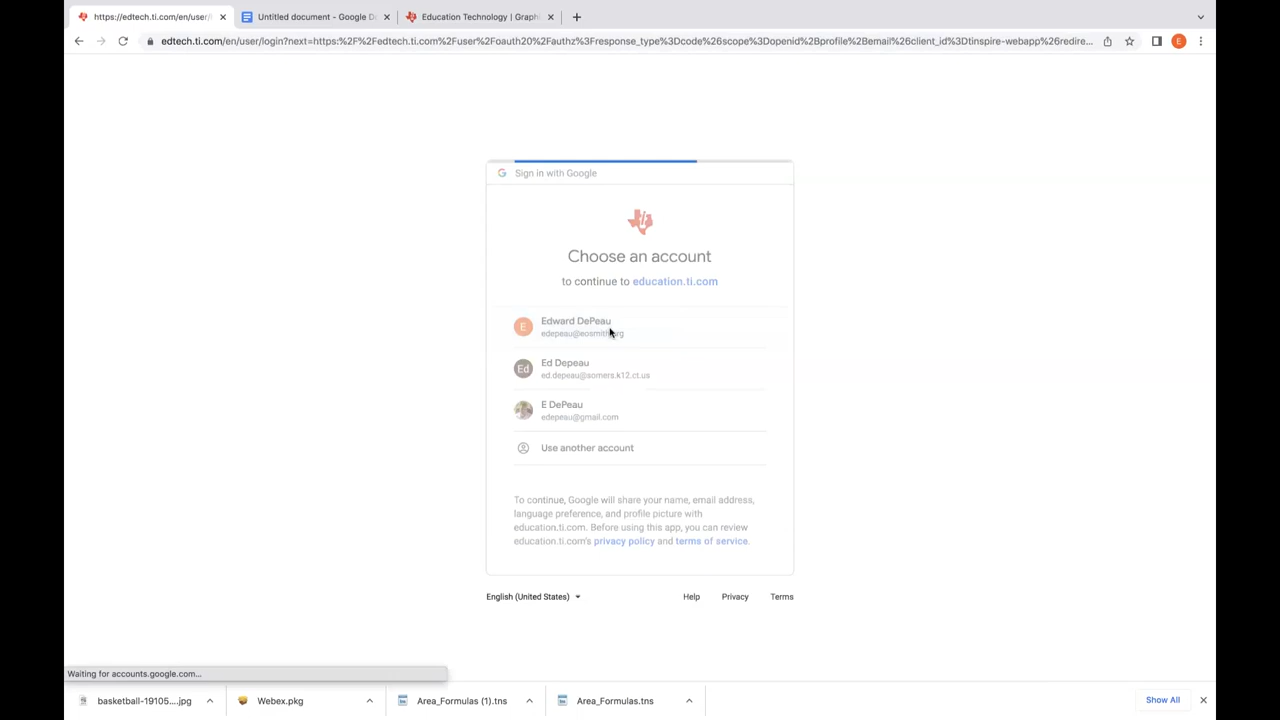 https://edtech.ti.com/en/user/
Untitled document - Google D
Education Technology | Graph
edtech.ti.com/en/user/login?next=https:%2F%2Fedtech.ti.com%2Fuser%2Foauth20%2Fauthz%3Fresponse_type%3Dcode%26scope%3Dopenid%2Bprofile%2Bemail%26client_id%3Dtinspire-webapp%26redire...
E
G Sign in with Google
Choose an account
to continue to education.ti.com
E
Edward DePeau
edepeau@eosmith.org
Ed
Ed Depeau
ed.depeau@somers.k12.ct.us
E DePeau
edepeau@gmail.com
Use another account
To continue, Google will share your name, email address,
language preference, and profile picture with
education.ti.com. Before using this app, you can review
education.ti.com's privacy policy and terms of service.
English (United States)
Help
Privacy
Terms
Waiting for accounts.google.com...
basketball-19105....jpg
Webex.pkg
Area_Formulas (1).tns
Area_Formulas.tns
Show All